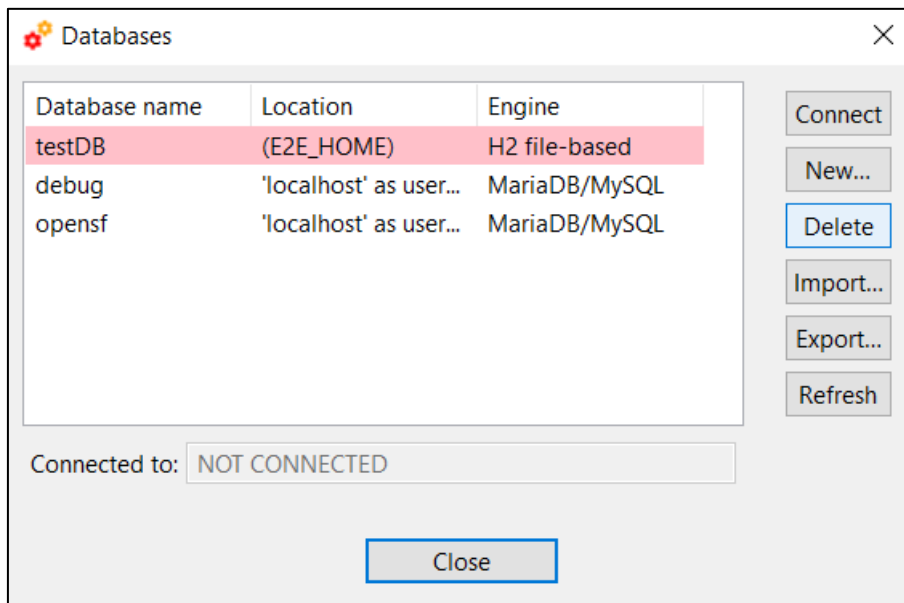 Databases
Database name Location Engine
testDB (E2E_HOME) H2 file-based
debug 'localhost' as user... MariaDB/MySQL
opensf 'localhost' as user... MariaDB/MySQL
Connect
New...
Delete
Import...
Export...
Refresh
Connected to: NOT CONNECTED
Close